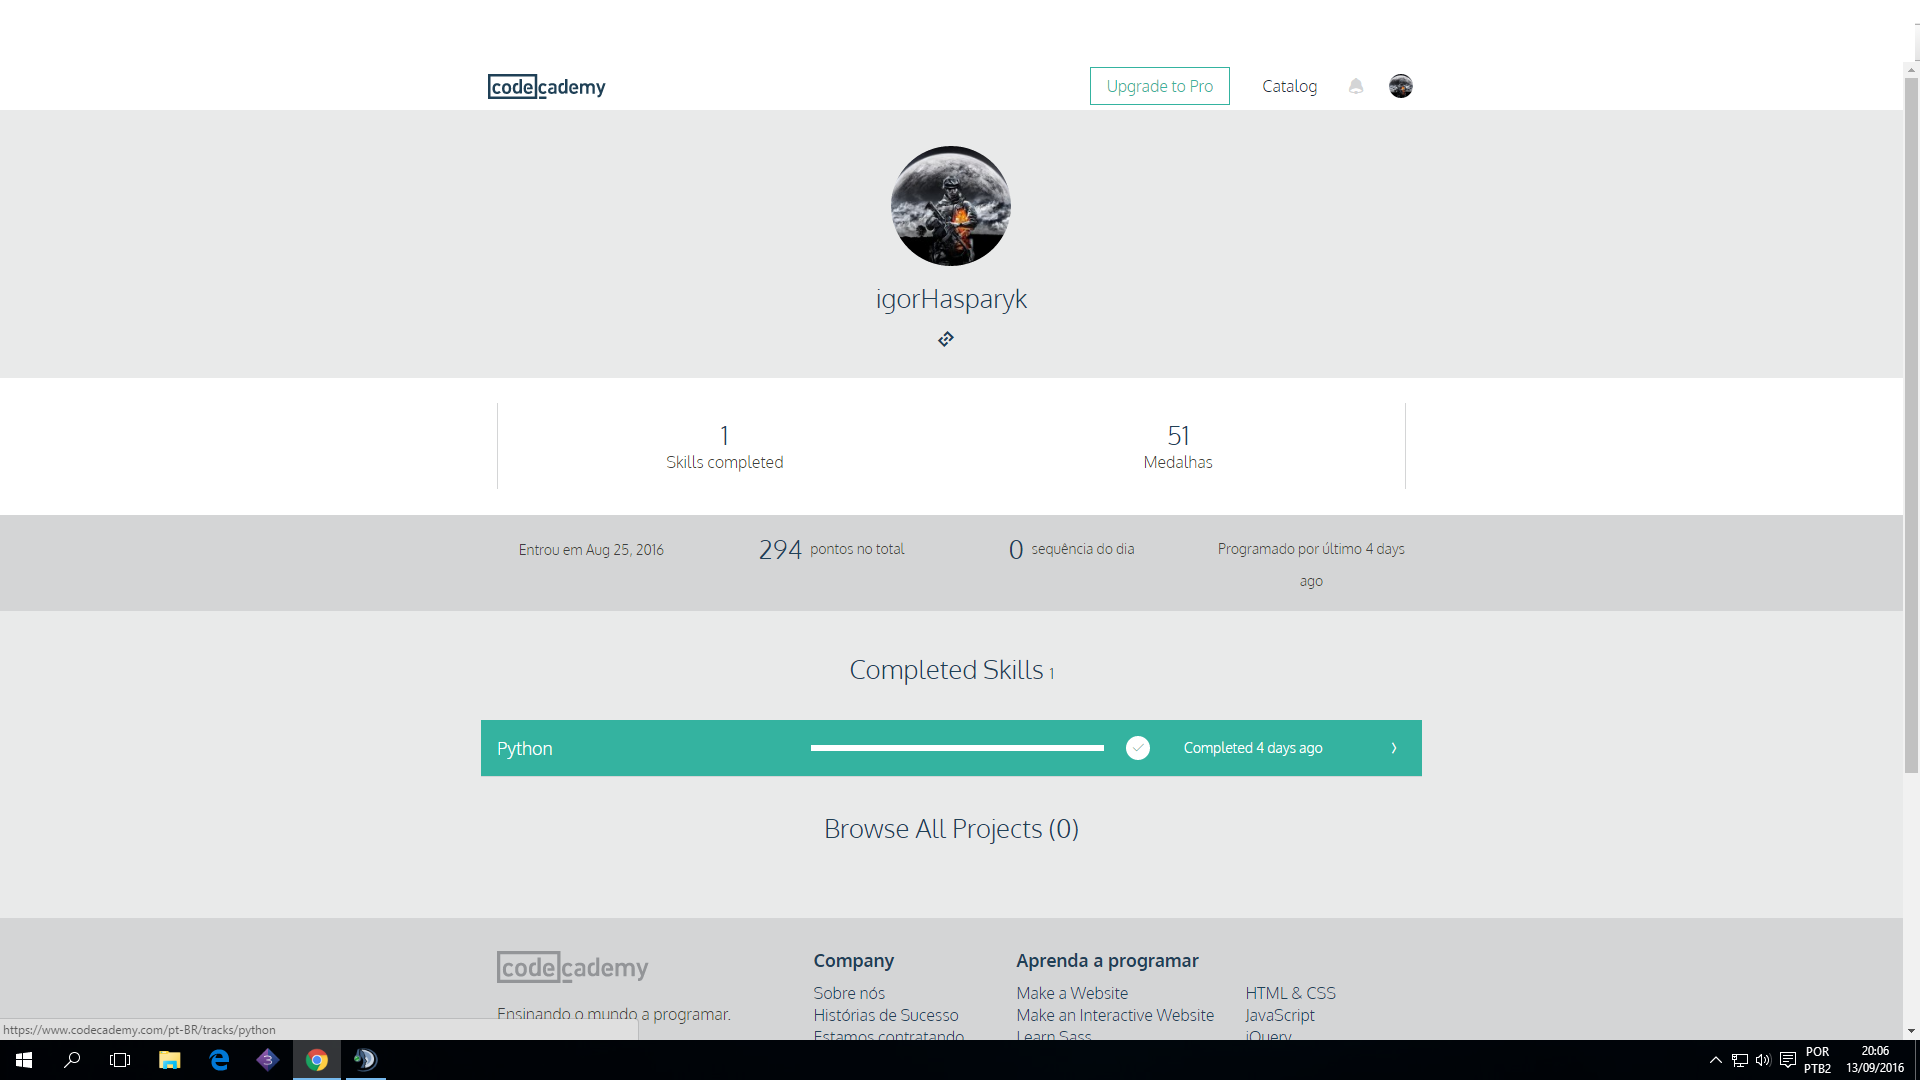 codecademy
Upgrade to Pro
Catalog
igorHasparyk
1
Skills completed
51
Medalhas
Entrou em Aug 25, 2016
294 pontos no total
0 sequência do dia
Programado por último 4 days
ago
Completed Skills 1
Python
Completed 4 days ago
Browse All Projects (0)
codecademy
Ensinando o mundo a programar.
Company
Sobre nós
Histórias de Sucesso
Estamos contratando
Aprenda a programar
Make a Website
Make an Interactive Website
Learn Sass
HTML & CSS
JavaScript
jQuery
https://www.codecademy.com/pt-BR/tracks/python
3
POR
PTB2
20:06
13/09/2016